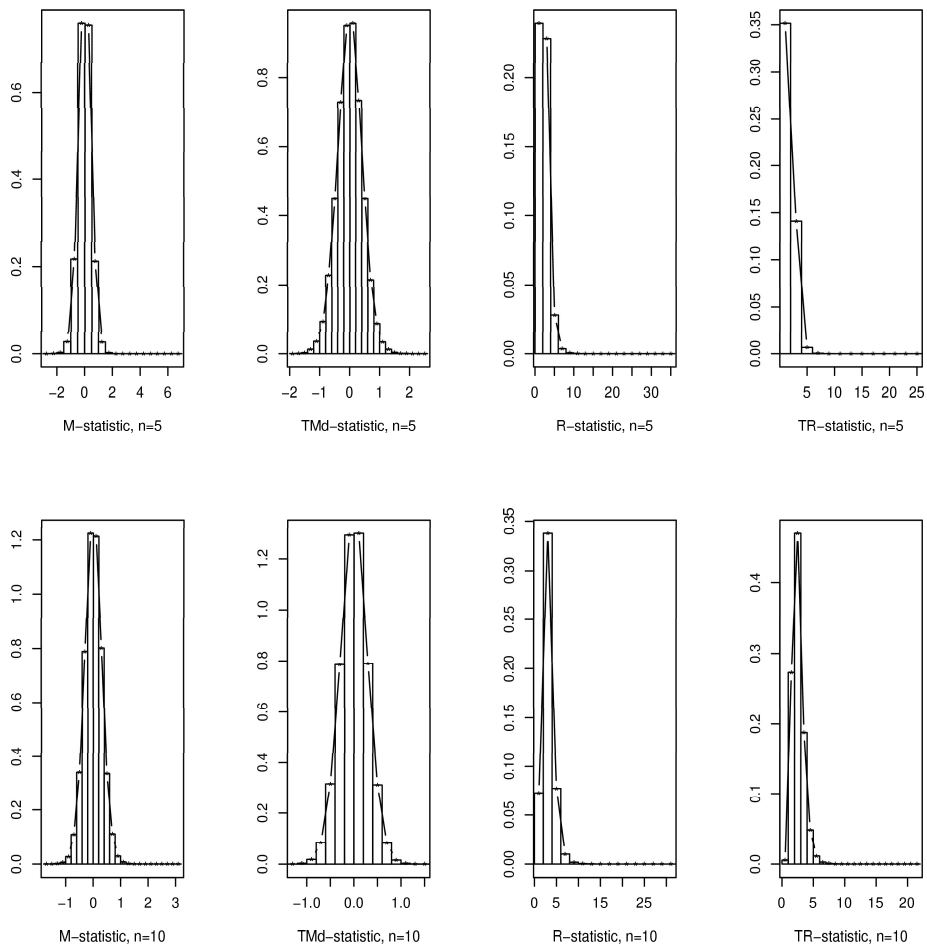 0.0 0.2 0.4 0.6
−2 0 2 4 6
M−statistic, n=5
0.0 0.2 0.4 0.6 0.8
−2 −1 0 1 2
TMd−statistic, n=5
0.00 0.05 0.10 0.15 0.20
0 10 20 30
R−statistic, n=5
0.00 0.05 0.10 0.15 0.20 0.25 0.30 0.35
5 10 15 20 25
TR−statistic, n=5
0.0 0.2 0.4 0.6 0.8 1.0 1.2
−1 0 1 2 3
M−statistic, n=10
0.0 0.2 0.4 0.6 0.8 1.0 1.2
−1.0 0.0 1.0
TMd−statistic, n=10
0.00 0.05 0.10 0.15 0.20 0.25 0.30 0.35
0 5 15 25
R−statistic, n=10
0.0 0.1 0.2 0.3 0.4
0 5 10 20
TR−statistic, n=10